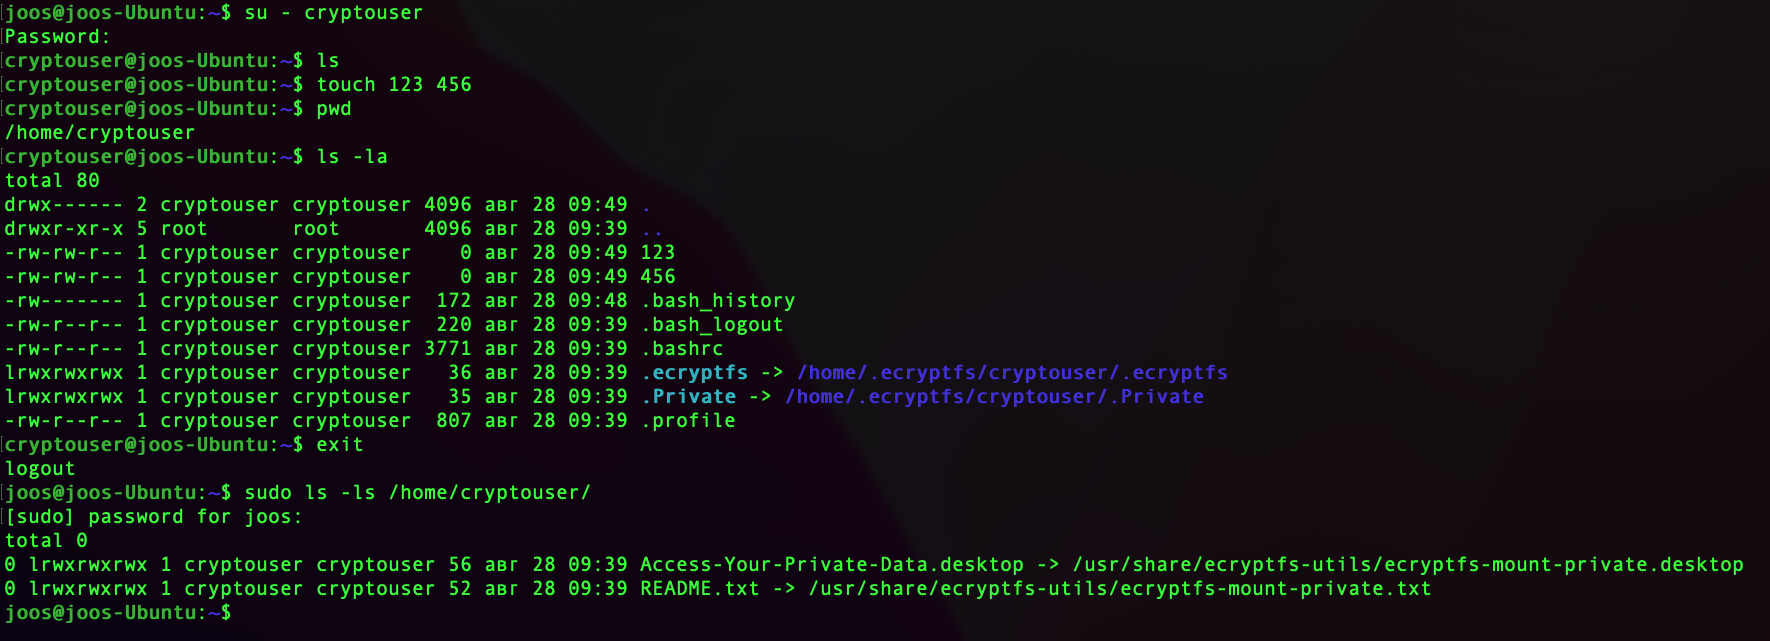 joos@joos-Ubuntu:~$ su - cryptouser
Password:
cryptouser@joos-Ubuntu:~$ ls
cryptouser@joos-Ubuntu:~$ touch 123 456
cryptouser@joos-Ubuntu:~$ pwd
/home/cryptouser
cryptouser@joos-Ubuntu:~$ ls -la
total 80
drwx------ 2 cryptouser cryptouser 4096 авг 28 09:49 .
drwxr-xr-x 5 root       root       4096 авг 28 09:39 ..
-rw-rw-r-- 1 cryptouser cryptouser    0 авг 28 09:49 123
-rw-rw-r-- 1 cryptouser cryptouser    0 авг 28 09:49 456
-rw------- 1 cryptouser cryptouser  172 авг 28 09:48 .bash_history
-rw-r--r-- 1 cryptouser cryptouser  220 авг 28 09:39 .bash_logout
-rw-r--r-- 1 cryptouser cryptouser 3771 авг 28 09:39 .bashrc
lrwxrwxrwx 1 cryptouser cryptouser   36 авг 28 09:39 .ecryptfs -> /home/.ecryptfs/cryptouser/.ecryptfs
lrwxrwxrwx 1 cryptouser cryptouser   35 авг 28 09:39 .Private -> /home/.ecryptfs/cryptouser/.Private
-rw-r--r-- 1 cryptouser cryptouser  807 авг 28 09:39 .profile
cryptouser@joos-Ubuntu:~$ exit
logout
joos@joos-Ubuntu:~$ sudo ls -ls /home/cryptouser/
[sudo] password for joos:
total 0
0 lrwxrwxrwx 1 cryptouser cryptouser 56 авг 28 09:39 Access-Your-Private-Data.desktop -> /usr/share/ecryptfs-utils/ecryptfs-mount-private.desktop
0 lrwxrwxrwx 1 cryptouser cryptouser 52 авг 28 09:39 README.txt -> /usr/share/ecryptfs-utils/ecryptfs-mount-private.txt
joos@joos-Ubuntu:~$